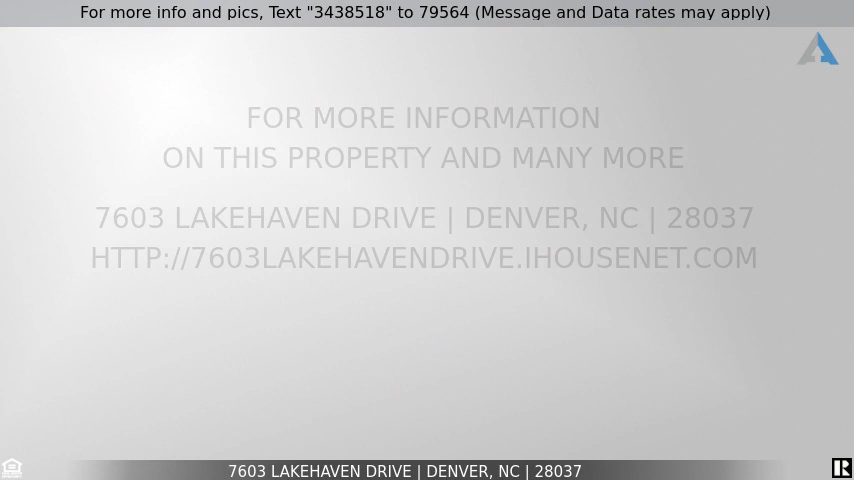 For more info and pics, Text "3438518" to 79564 (Message and Data rates may apply)
FOR MORE INFORMATION
ON THIS PROPERTY AND MANY MORE
7603 LAKEHAVEN DRIVE | DENVER, NC | 28037
HTTP://7603LAKEHAVENDRIVE.IHOUSENET.COM
7603 LAKEHAVEN DRIVE | DENVER, NC | 28037